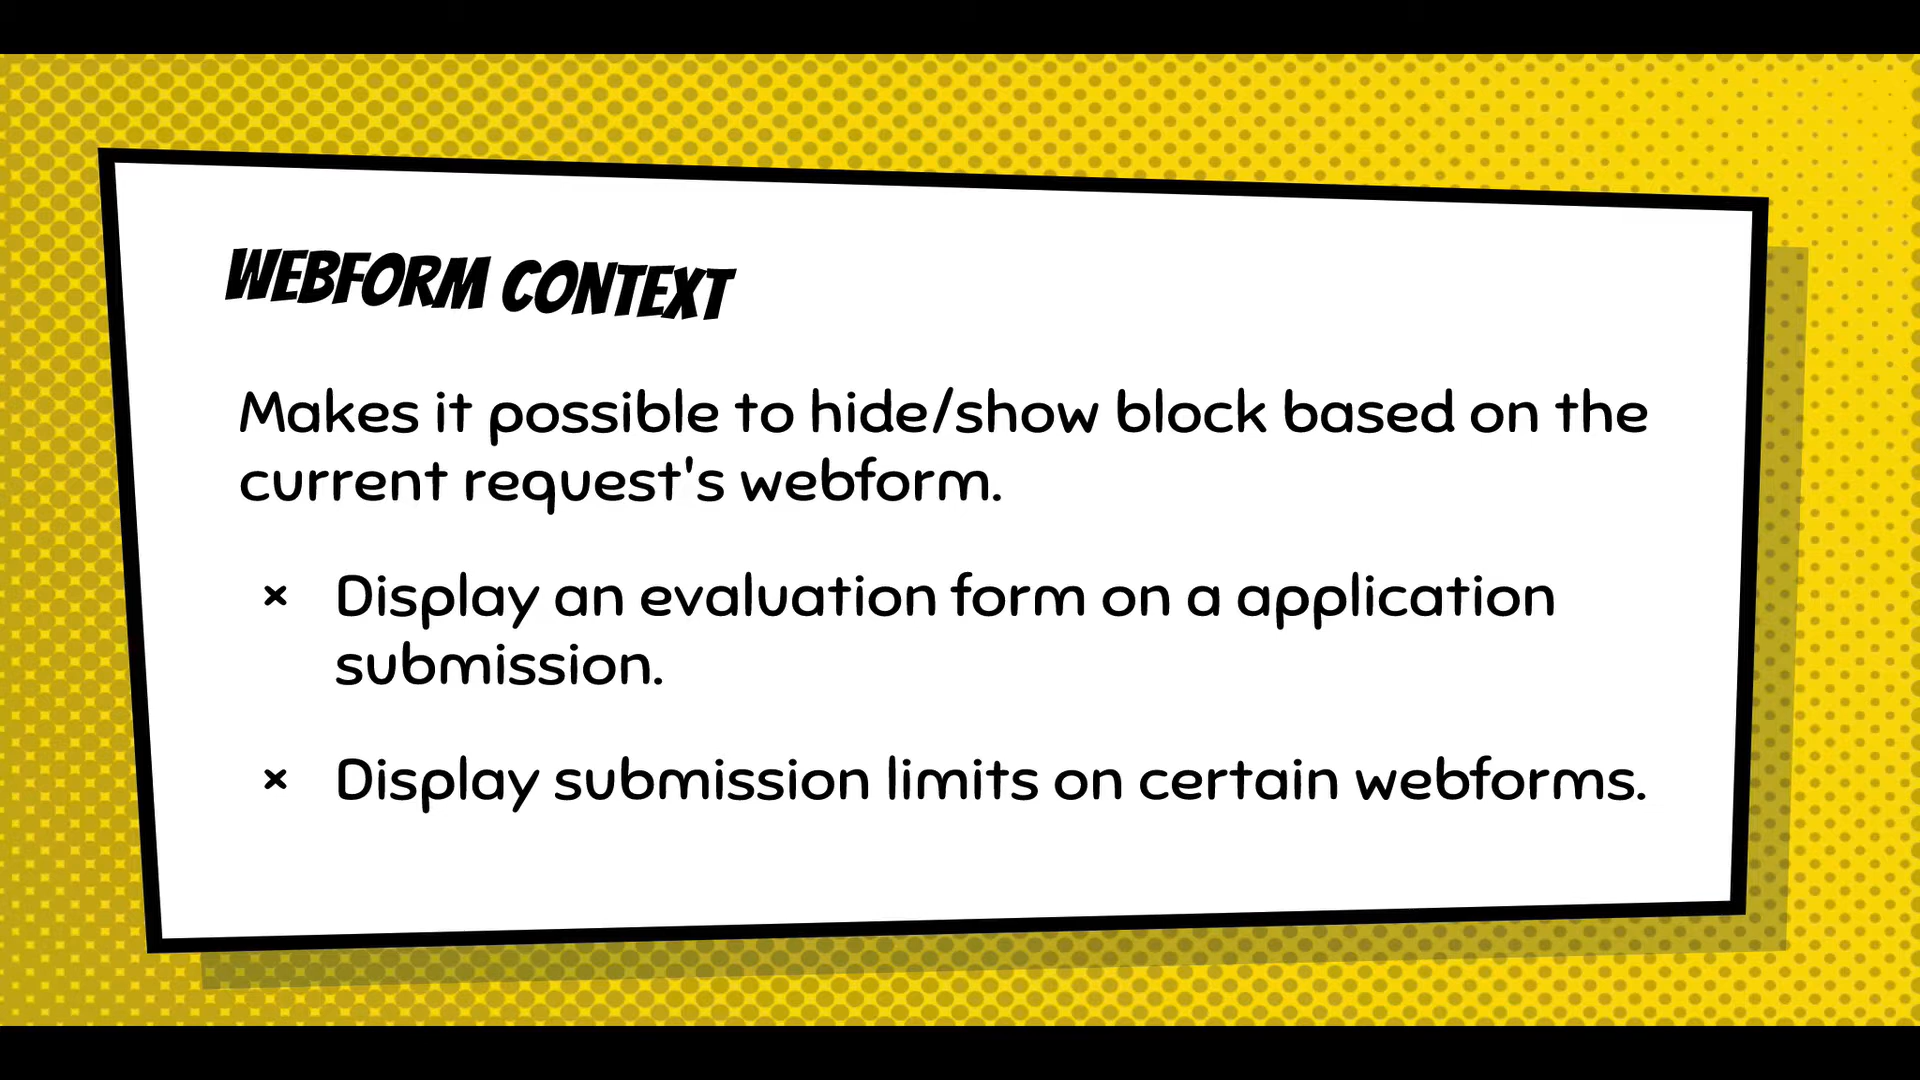 WEBFORM CONTEXT
Makes it possible to hide/show block based on the
current request's webform.
× Display an evaluation form on a application
submission.
× Display submission limits on certain webforms.